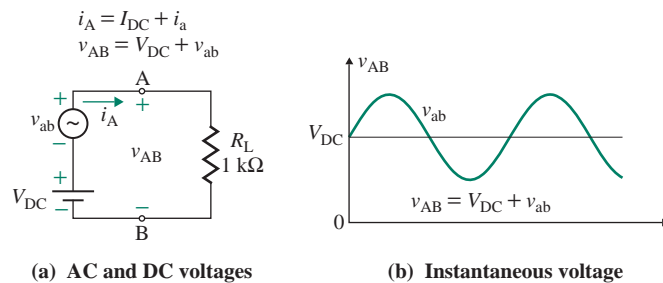 i_A = I_DC + i_a
v_AB = V_DC + v_ab
A
+
+
i_A
v_ab
−
+
V_DC
−
v_AB
R_L
1 kΩ
−
B
(a) AC and DC voltages
v_AB
v_ab
V_DC
v_AB = V_DC + v_ab
0
(b) Instantaneous voltage